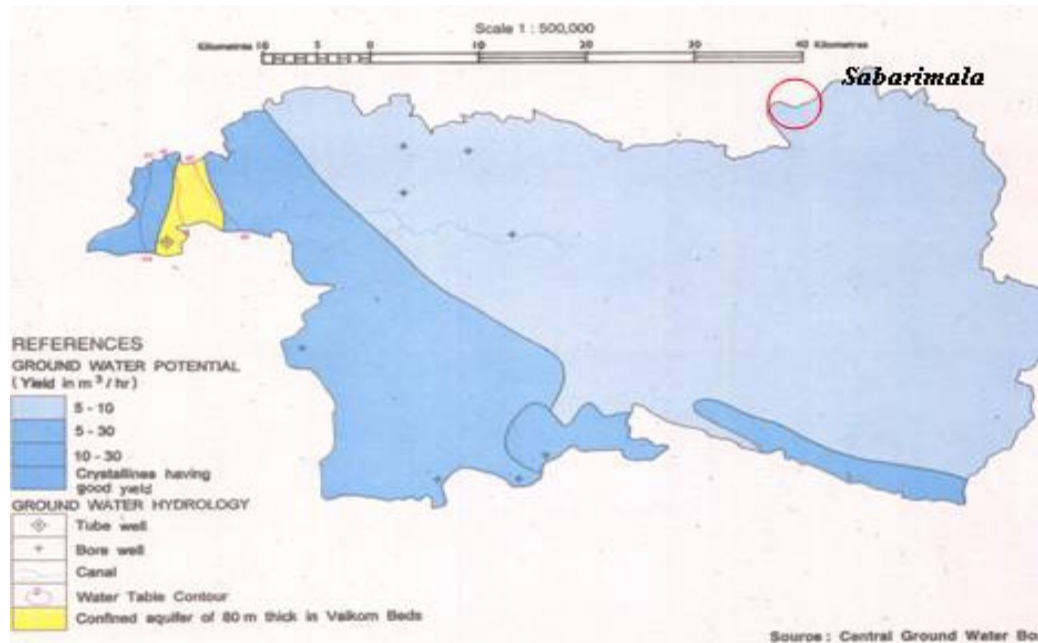 Scale 1 : 500,000
Kilometres 10 5 0 10 20 30 40 Kilometres
Sabarimala
REFERENCES
GROUND WATER POTENTIAL
(Yield in m³/hr)
5 - 10
5 - 30
10 - 30
Crystallines having
good yield
GROUND WATER HYDROLOGY
Tube well
Bore well
Canal
Water Table Contour
Confined aquifer of 80 m thick in Vaikom Beds
Source : Central Ground Water Boa